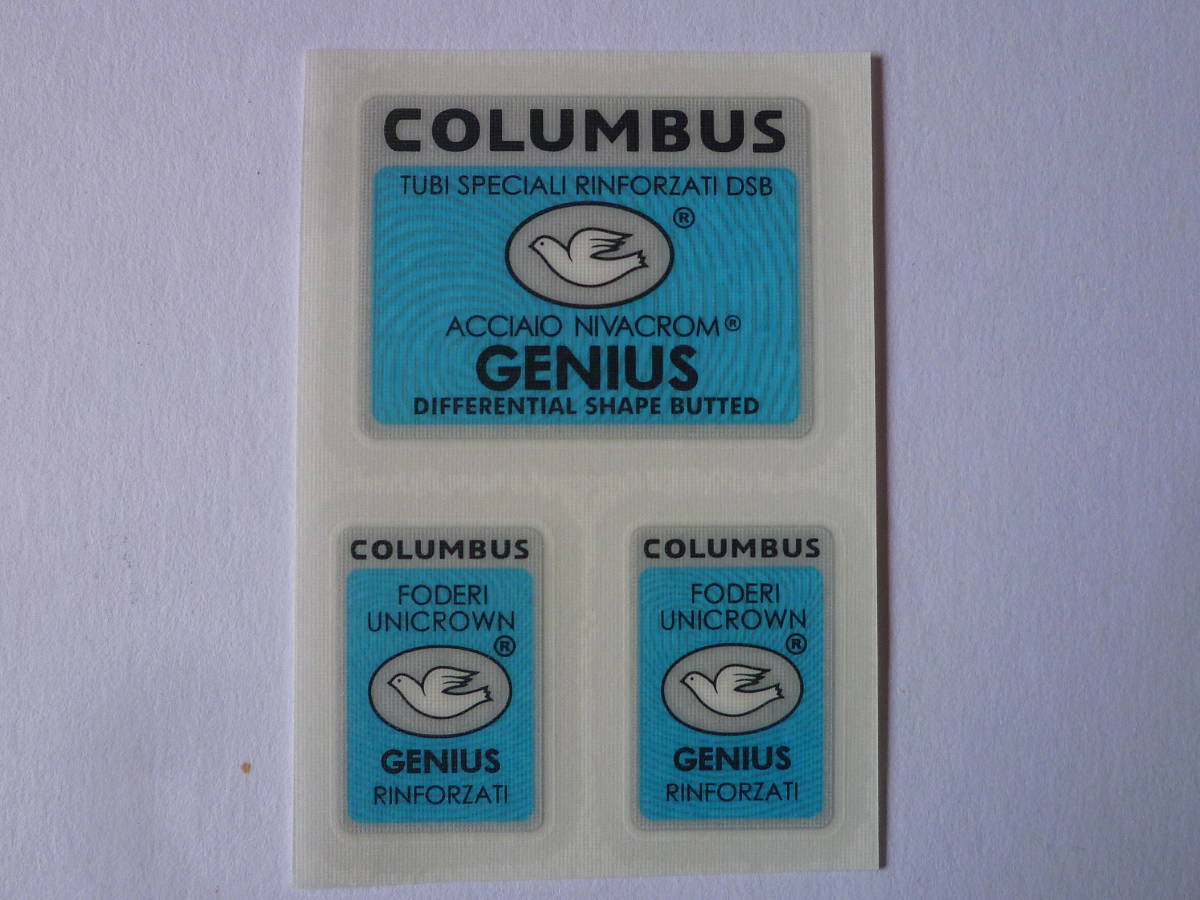 COLUMBUS
TUBI SPECIALI RINFORZATI DSB
®
ACCIAIO NIVACROM®
GENIUS
DIFFERENTIAL SHAPE BUTTED
COLUMBUS
FODERI
UNICROWN
®
GENIUS
RINFORZATI
COLUMBUS
FODERI
UNICROWN
®
GENIUS
RINFORZATI